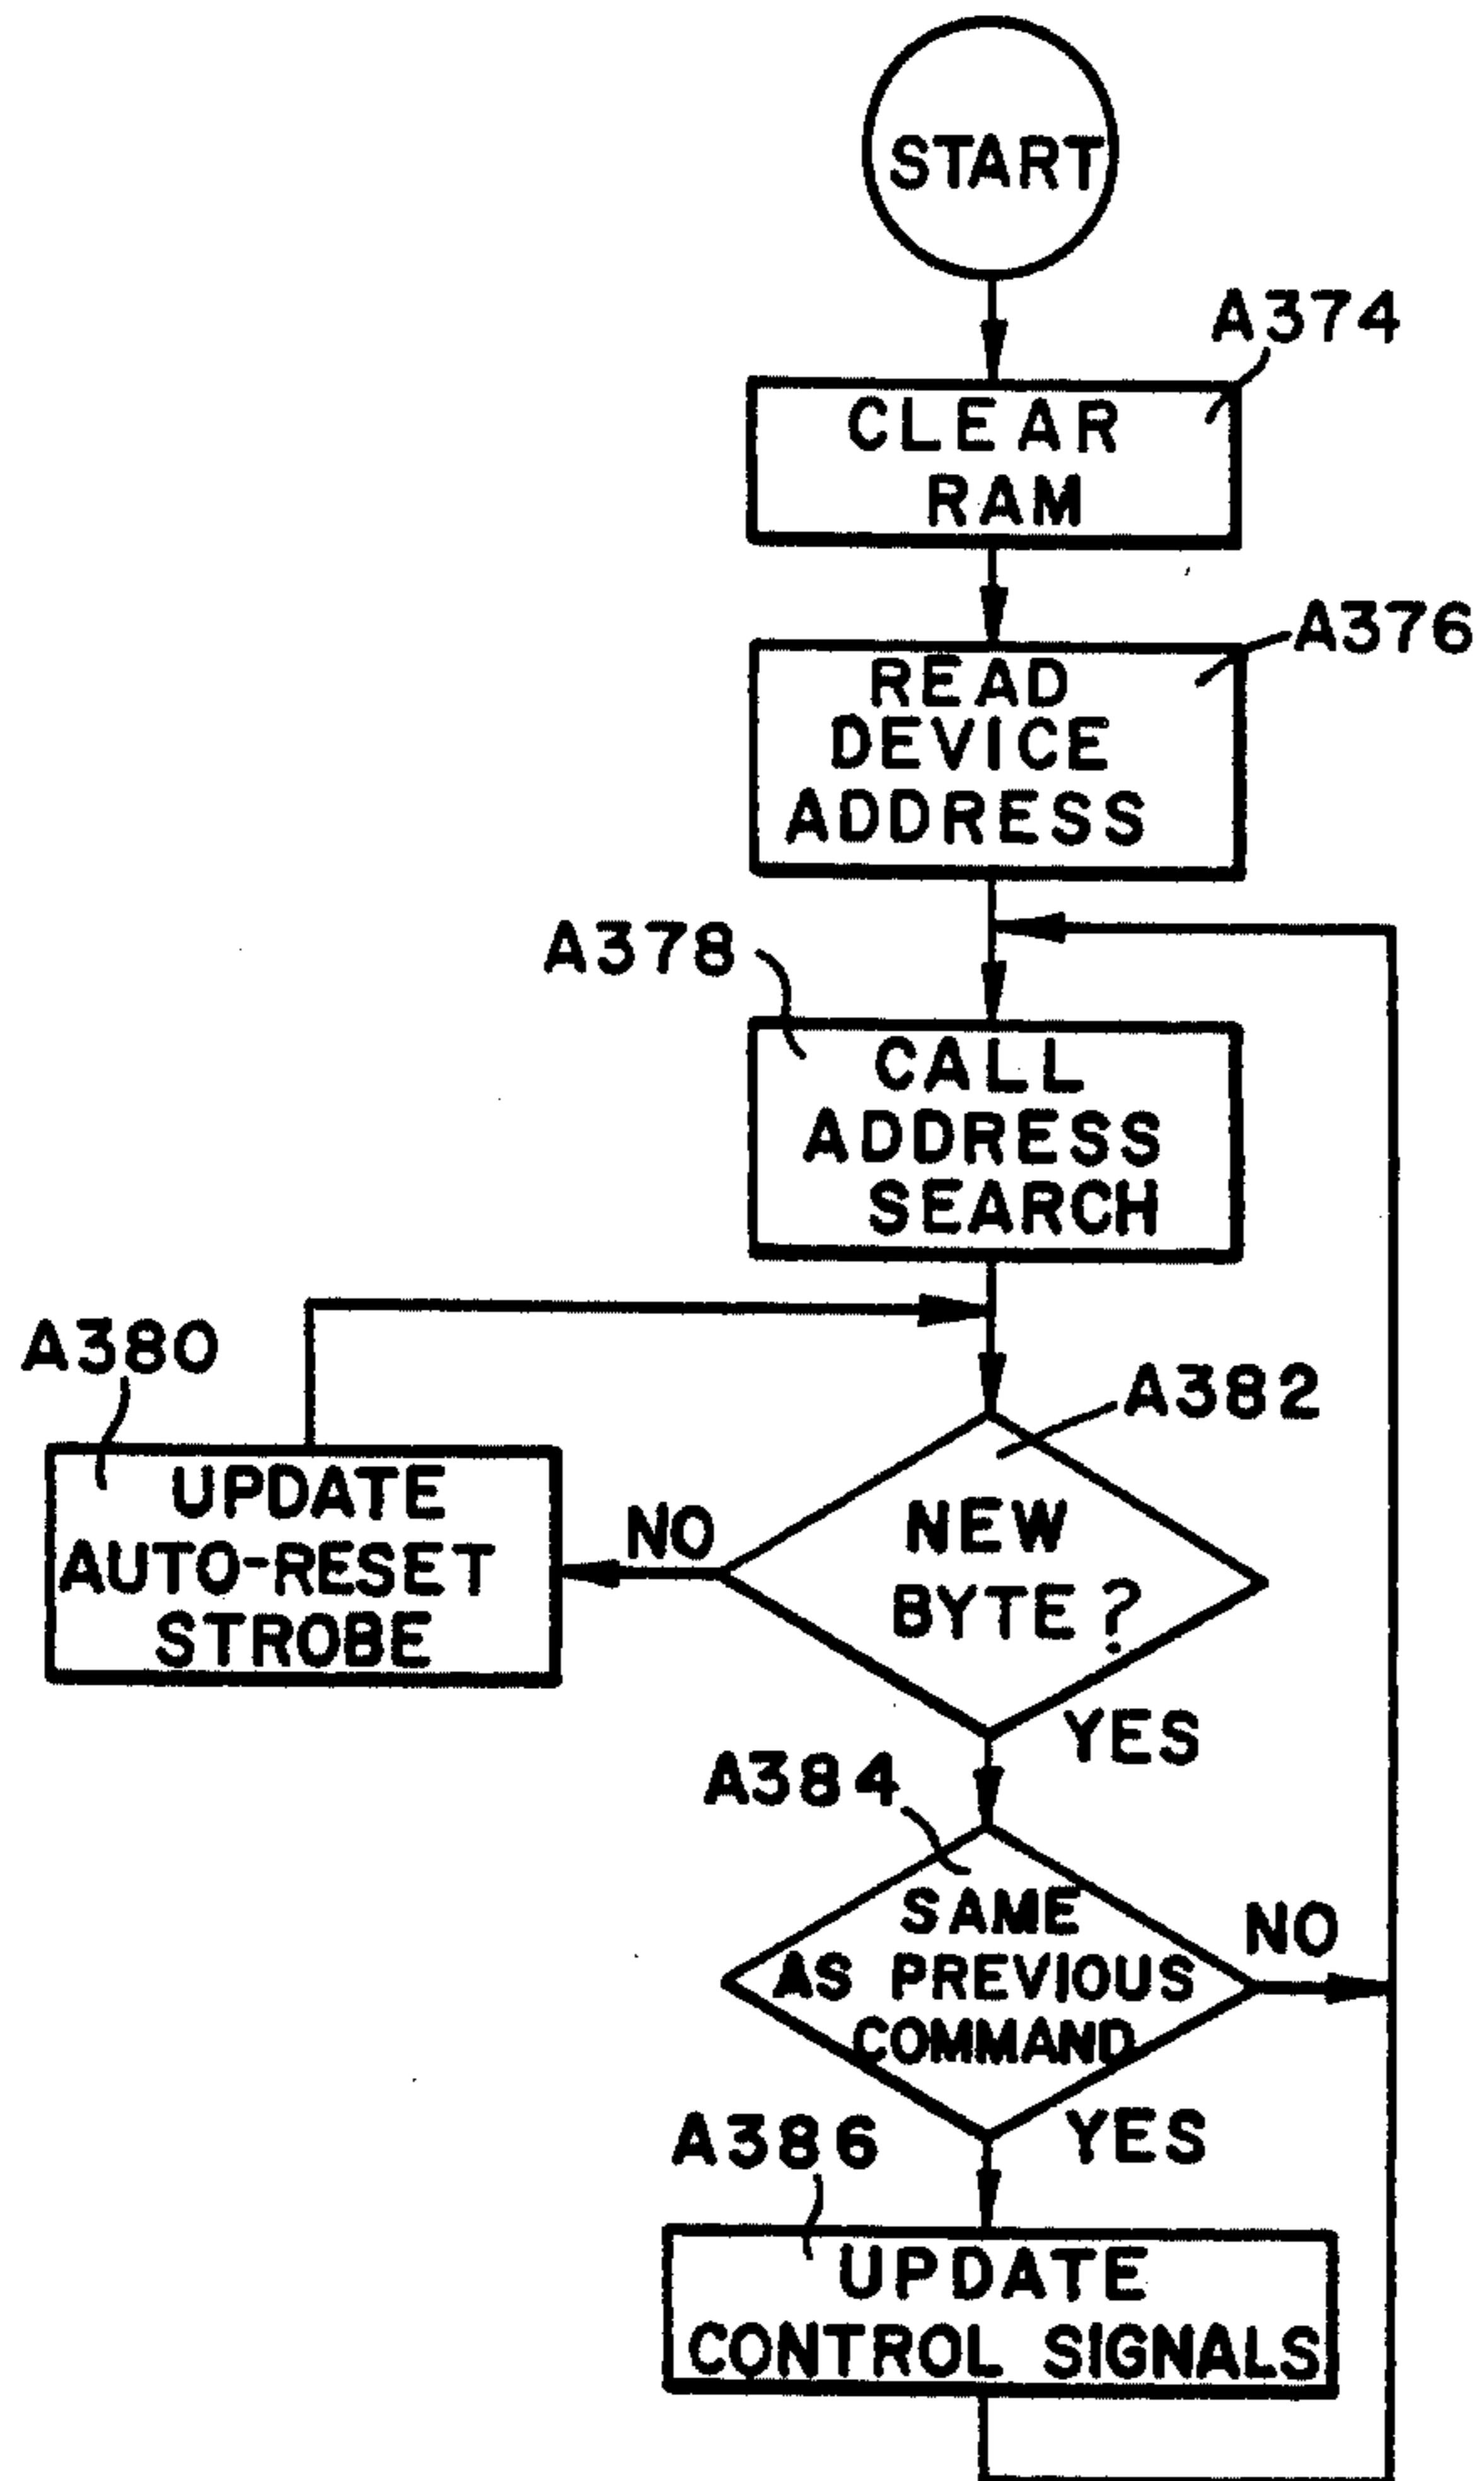 START
A374
CLEAR
RAM
A376
READ
DEVICE
ADDRESS
A378
CALL
ADDRESS
SEARCH
A380
A382
UPDATE
AUTO-RESET
STROBE
NO
NEW
BYTE?
YES
A384
SAME
AS PREVIOUS
COMMAND
NO
YES
A386
UPDATE
CONTROL SIGNALS